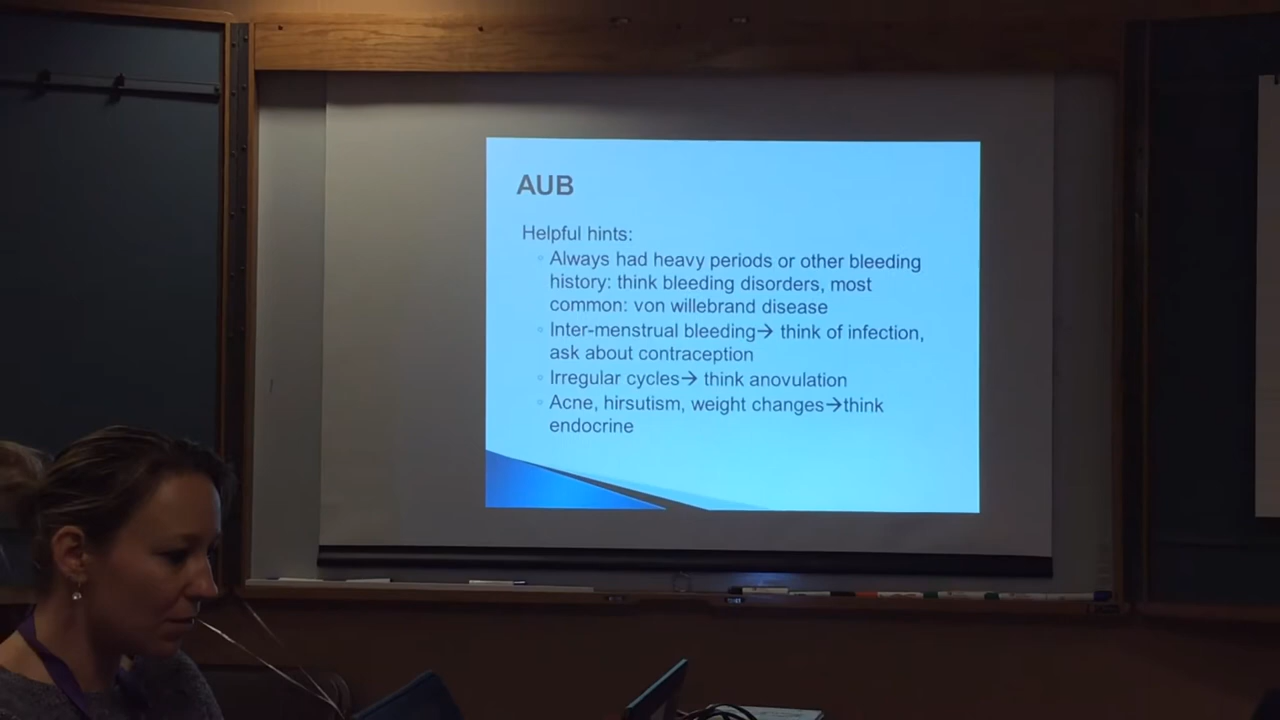 AUB
Helpful hints:
◦ Always had heavy periods or other bleeding
history: think bleeding disorders, most
common: von willebrand disease
◦ Inter-menstrual bleeding→ think of infection,
ask about contraception
◦ Irregular cycles→ think anovulation
◦ Acne, hirsutism, weight changes→think
endocrine